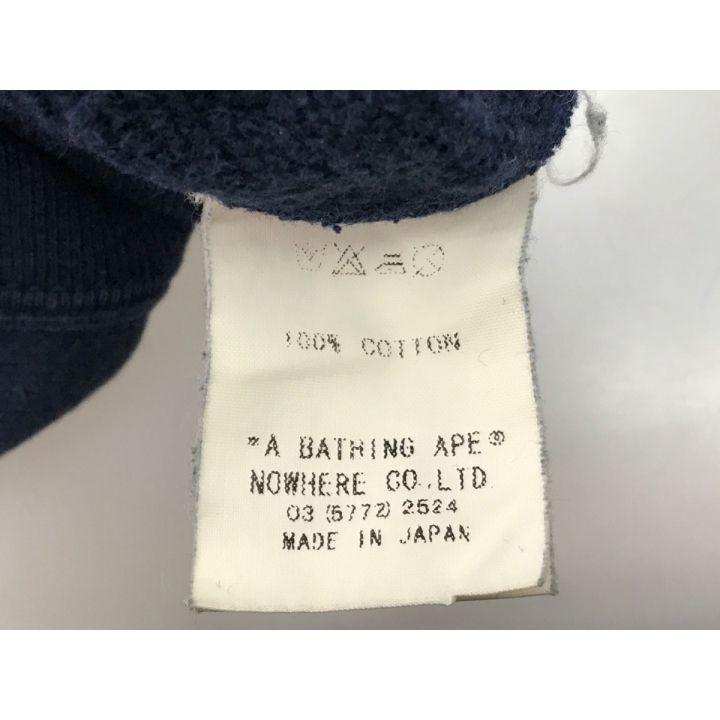 100% COTTON
"A BATHING APE®
NOWHERE CO.,LTD.
03 (5772) 2524
MADE IN JAPAN